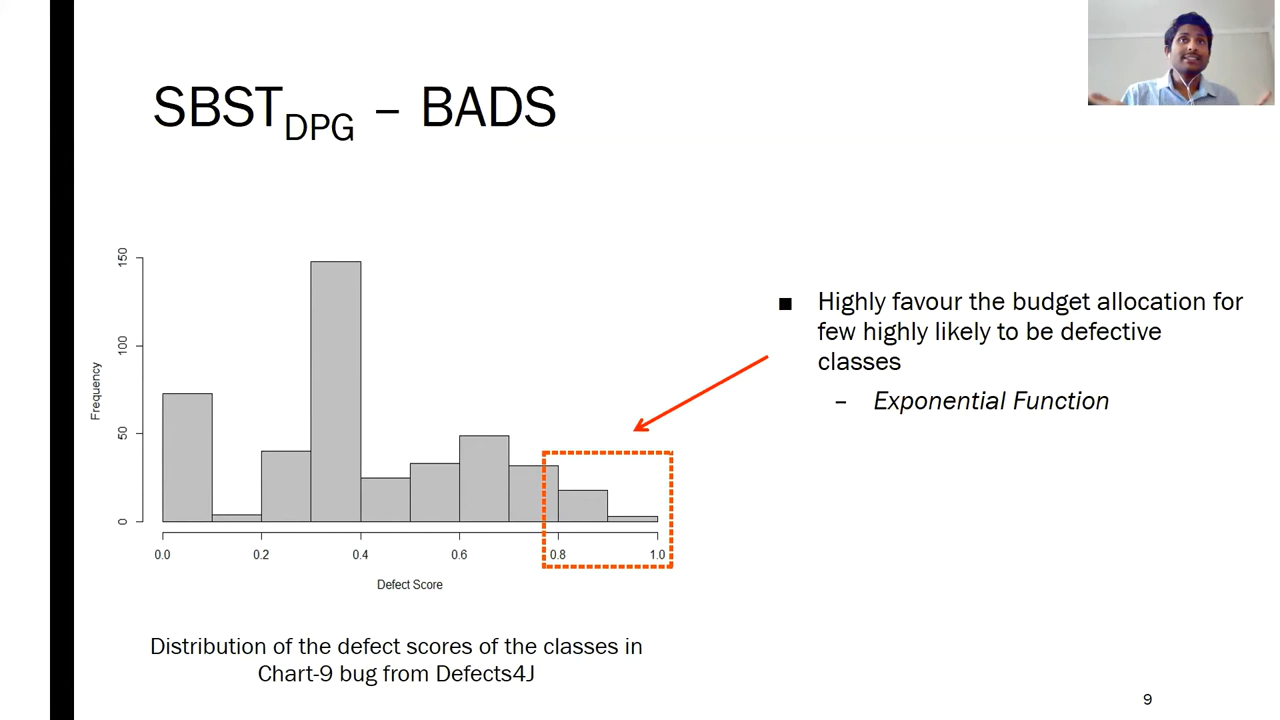 SBSTDPG – BADS
150
100
50
0
Frequency
0.0 0.2 0.4 0.6 0.8 1.0
Defect Score
Distribution of the defect scores of the classes in
Chart-9 bug from Defects4J
■ Highly favour the budget allocation for
few highly likely to be defective
classes
– Exponential Function
9